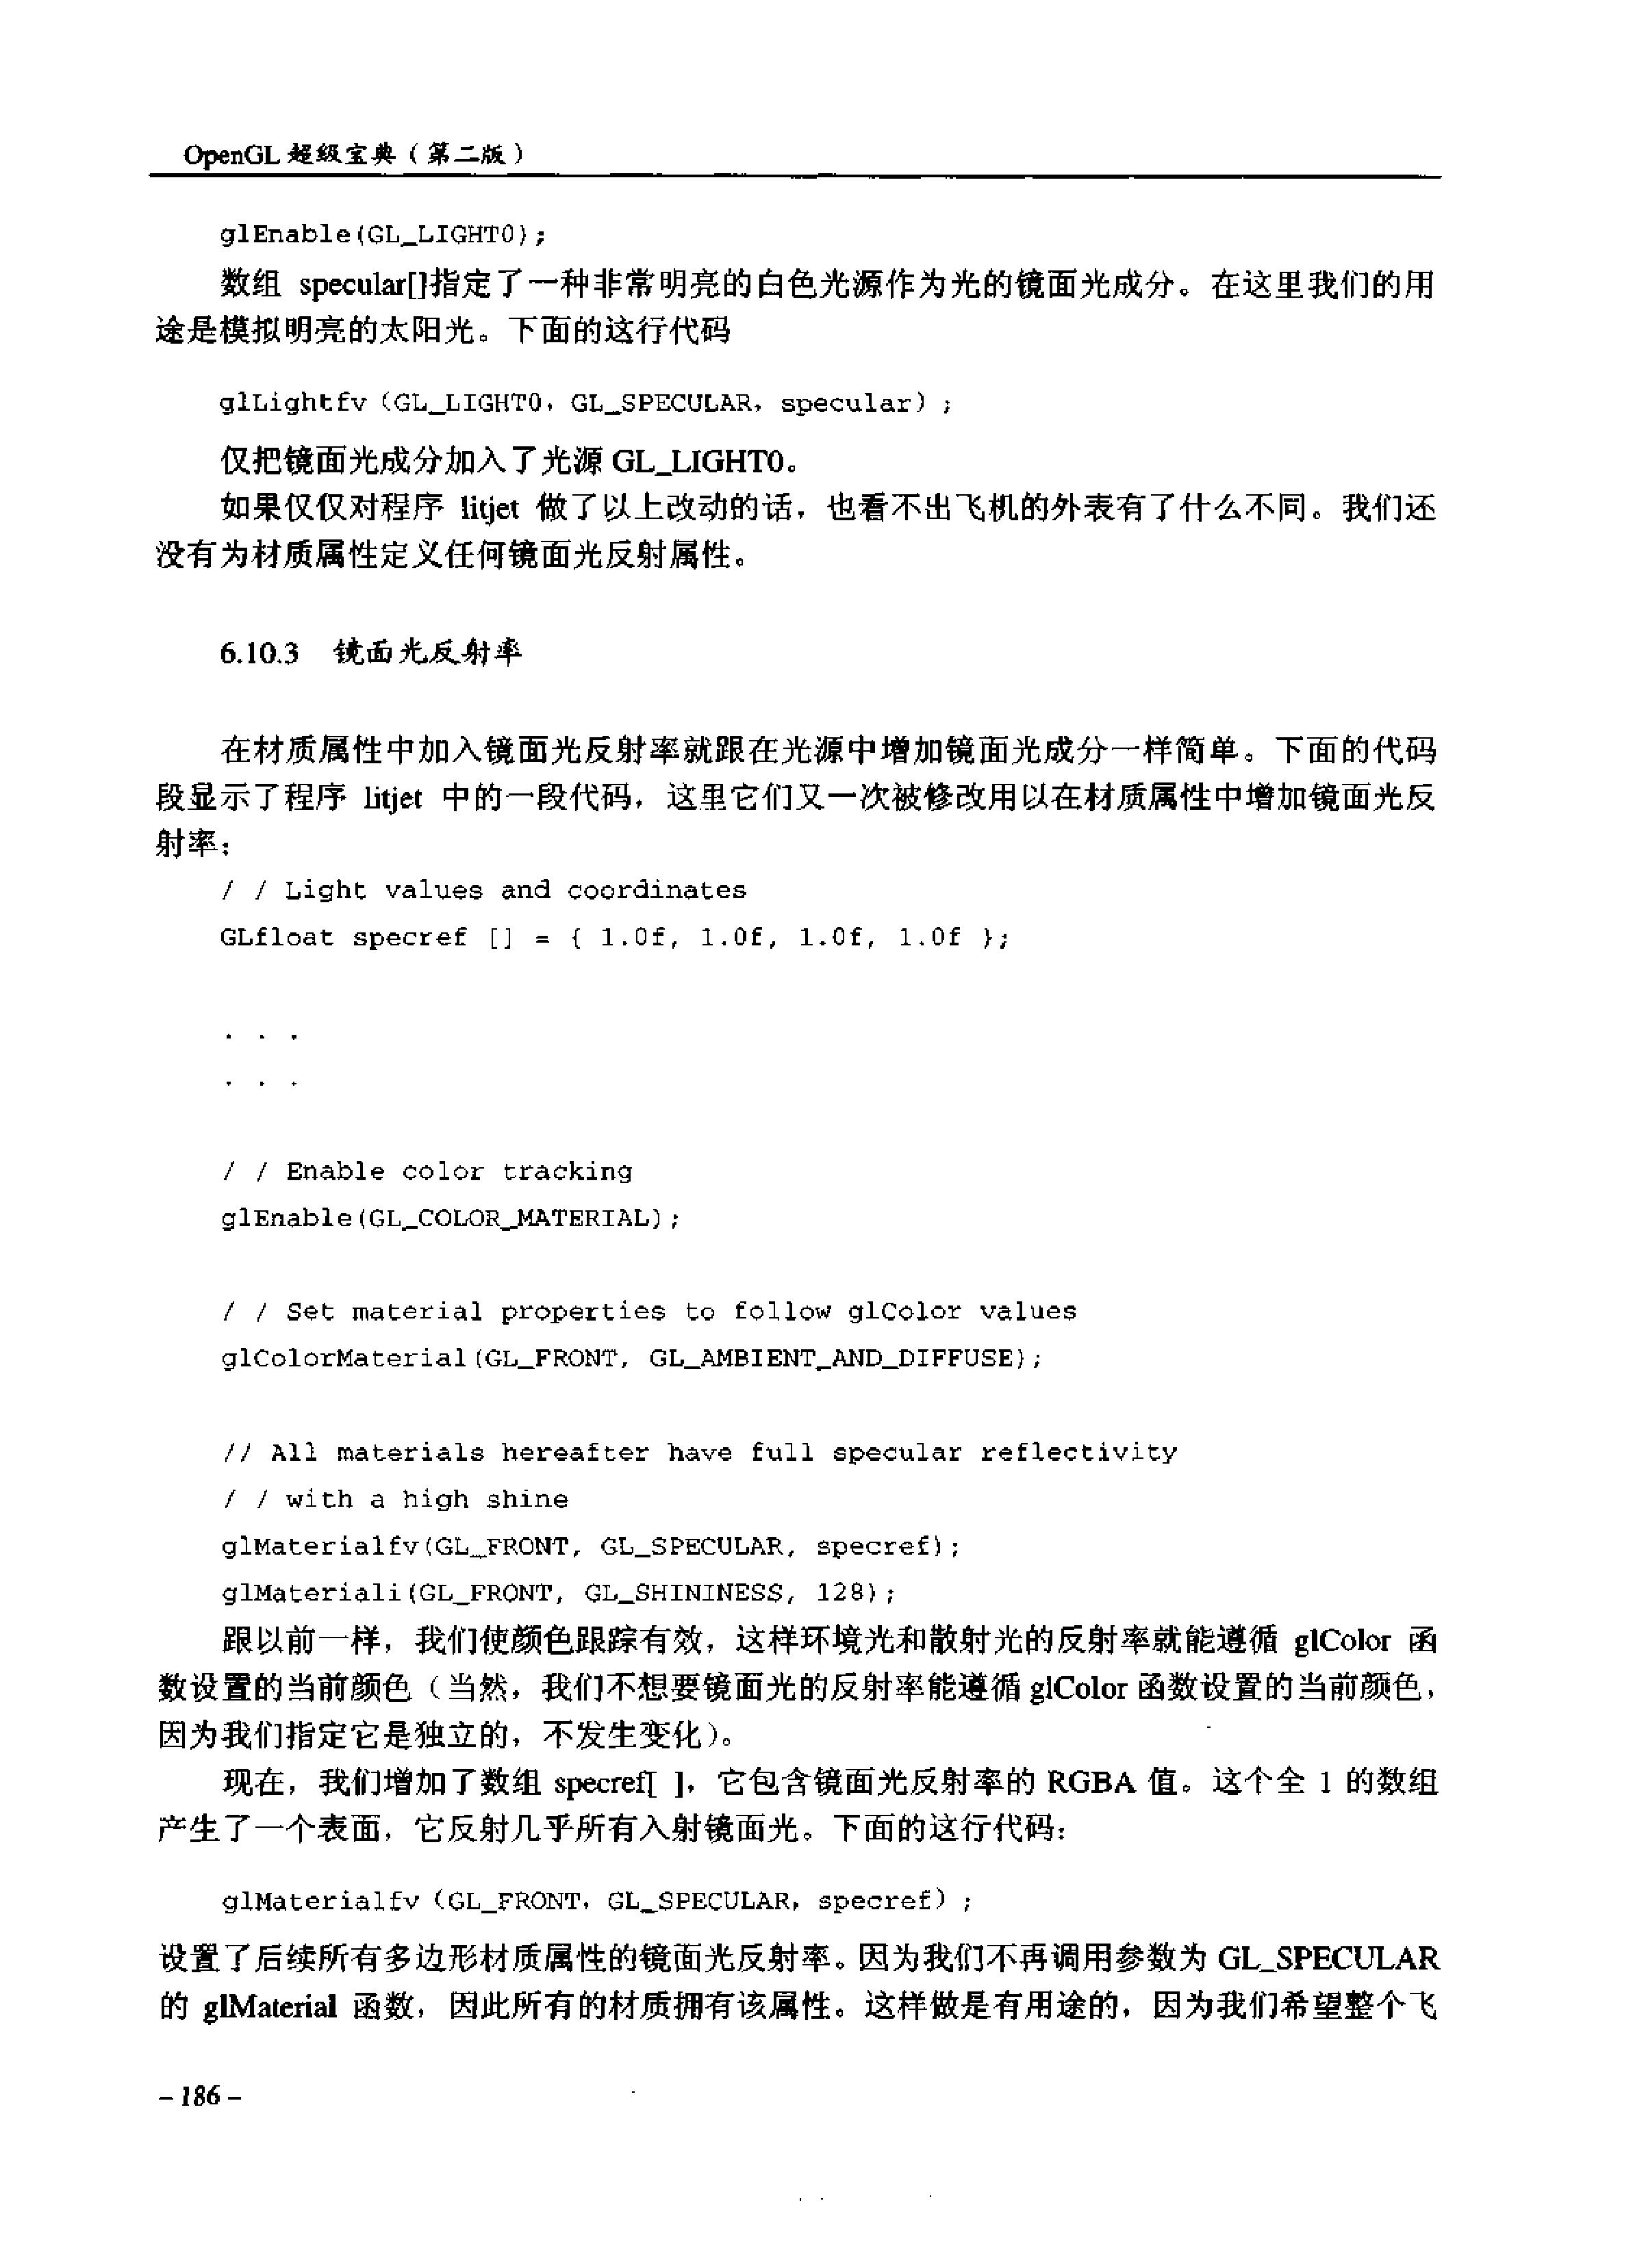 OpenGL 超级宝典（第二版）
glEnable(GL_LIGHT0);
数组 specular[]指定了一种非常明亮的白色光源作为光的镜面光成分。在这里我们的用
途是模拟明亮的太阳光。下面的这行代码
glLightfv（GL_LIGHT0，GL_SPECULAR，specular）;
仅把镜面光成分加入了光源 GL_LIGHT0。
如果仅仅对程序 litjet 做了以上改动的话，也看不出飞机的外表有了什么不同。我们还
没有为材质属性定义任何镜面光反射属性。
6.10.3 镜面光反射率
在材质属性中加入镜面光反射率就跟在光源中增加镜面光成分一样简单。下面的代码
段显示了程序 litjet 中的一段代码，这里它们又一次被修改用以在材质属性中增加镜面光反
射率：
/ / Light values and coordinates
GLfloat specref [] = { 1.0f, 1.0f, 1.0f, 1.0f };
. . .
. . .
/ / Enable color tracking
glEnable(GL_COLOR_MATERIAL);
/ / Set material properties to follow glColor values
glColorMaterial(GL_FRONT, GL_AMBIENT_AND_DIFFUSE);
// All materials hereafter have full specular reflectivity
/ / with a high shine
glMaterialfv(GL_FRONT, GL_SPECULAR, specref);
glMateriali(GL_FRONT, GL_SHININESS, 128);
跟以前一样，我们使颜色跟踪有效，这样环境光和散射光的反射率就能遵循 glColor 函
数设置的当前颜色（当然，我们不想要镜面光的反射率能遵循 glColor 函数设置的当前颜色，
因为我们指定它是独立的，不发生变化）。
现在，我们增加了数组 specref[ ]，它包含镜面光反射率的 RGBA 值。这个全 1 的数组
产生了一个表面，它反射几乎所有入射镜面光。下面的这行代码：
glMaterialfv（GL_FRONT，GL_SPECULAR，specref）;
设置了后续所有多边形材质属性的镜面光反射率。因为我们不再调用参数为 GL_SPECULAR
的 glMaterial 函数，因此所有的材质拥有该属性。这样做是有用途的，因为我们希望整个飞
- 186 -